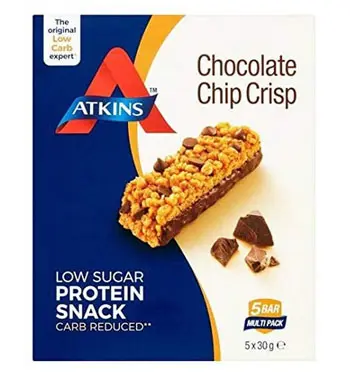 The
original
Low
Carb
expert*
ATKINS™
Chocolate
Chip Crisp
LOW SUGAR
PROTEIN
SNACK
CARB REDUCED**
5 BAR
MULTI PACK
5 x 30g ℮